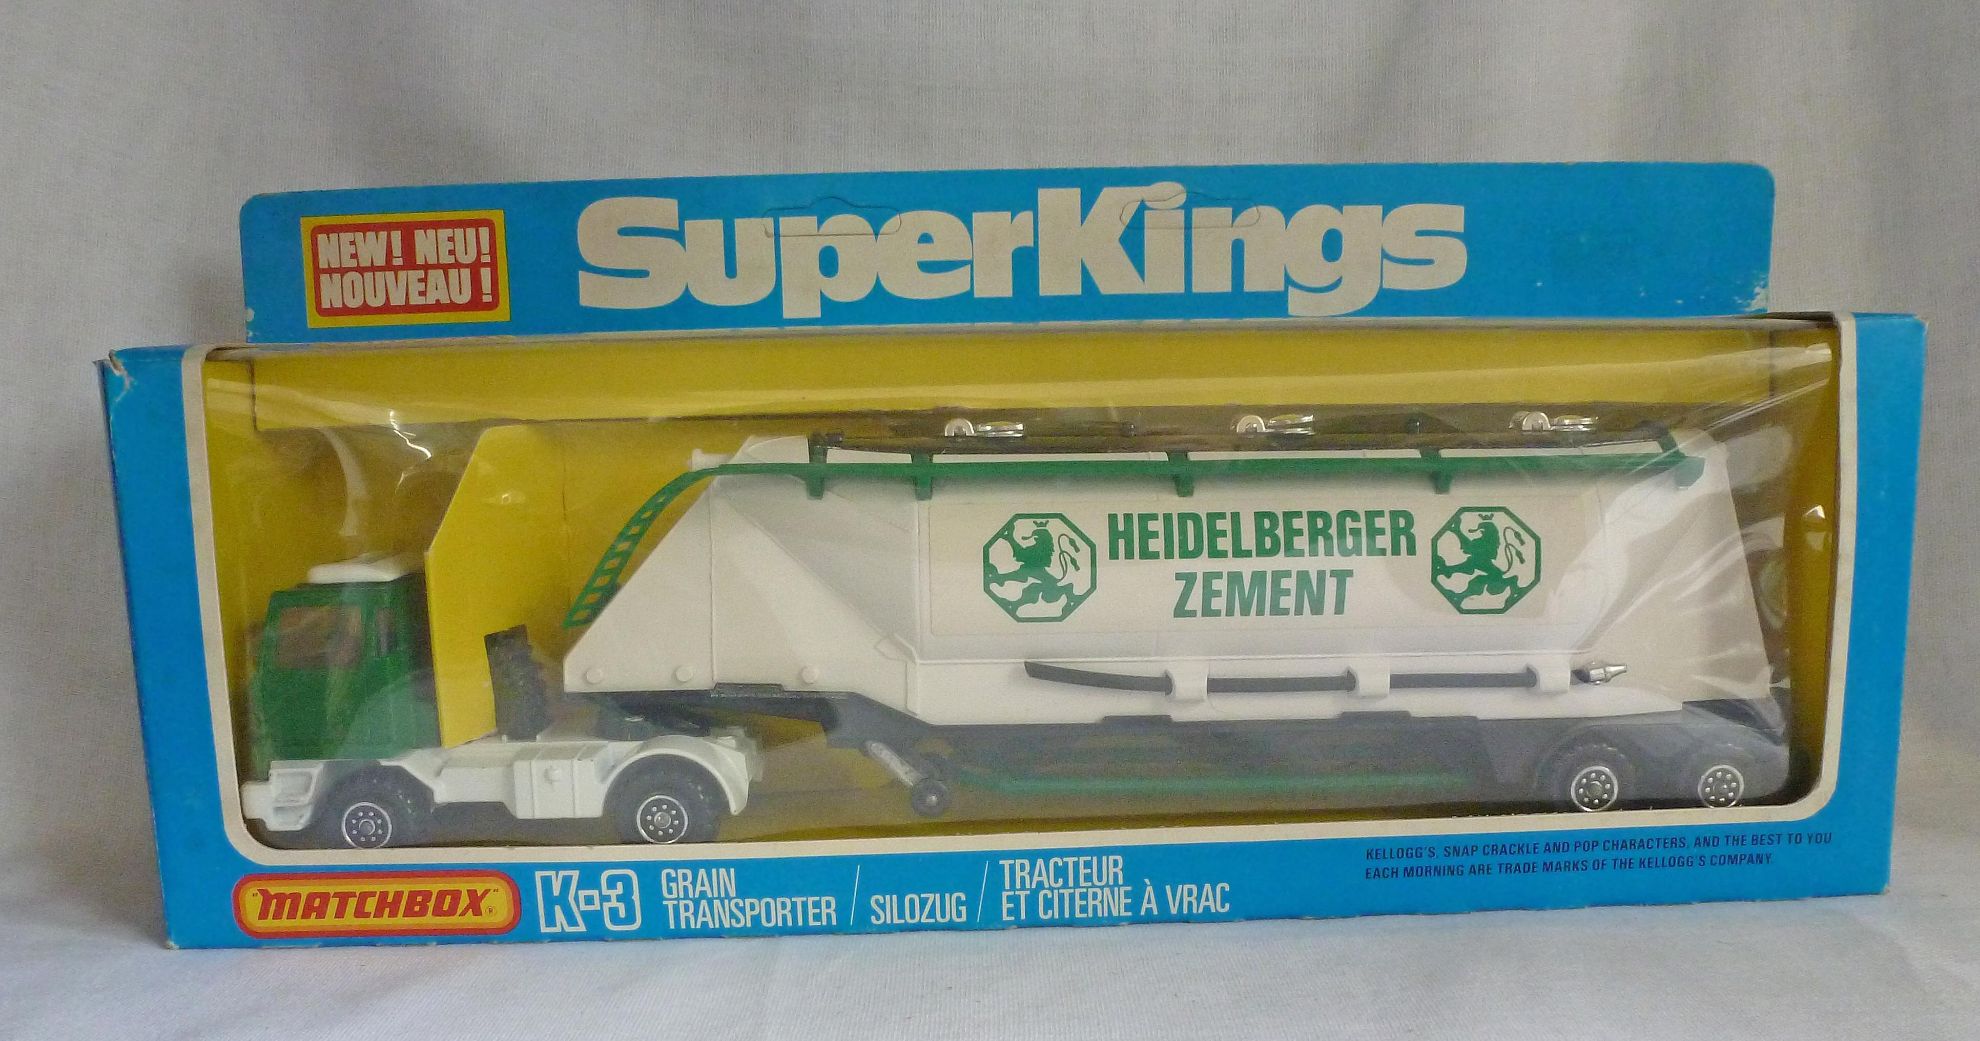 NEW! NEU!
NOUVEAU!
SuperKings
HEIDELBERGER
ZEMENT
"MATCHBOX"®
K-3
GRAIN
TRANSPORTER / SILOZUG / TRACTEUR
ET CITERNE À VRAC
KELLOGG'S, SNAP CRACKLE AND POP CHARACTERS, AND THE BEST TO YOU
EACH MORNING ARE TRADE MARKS OF THE KELLOGG'S COMPANY.